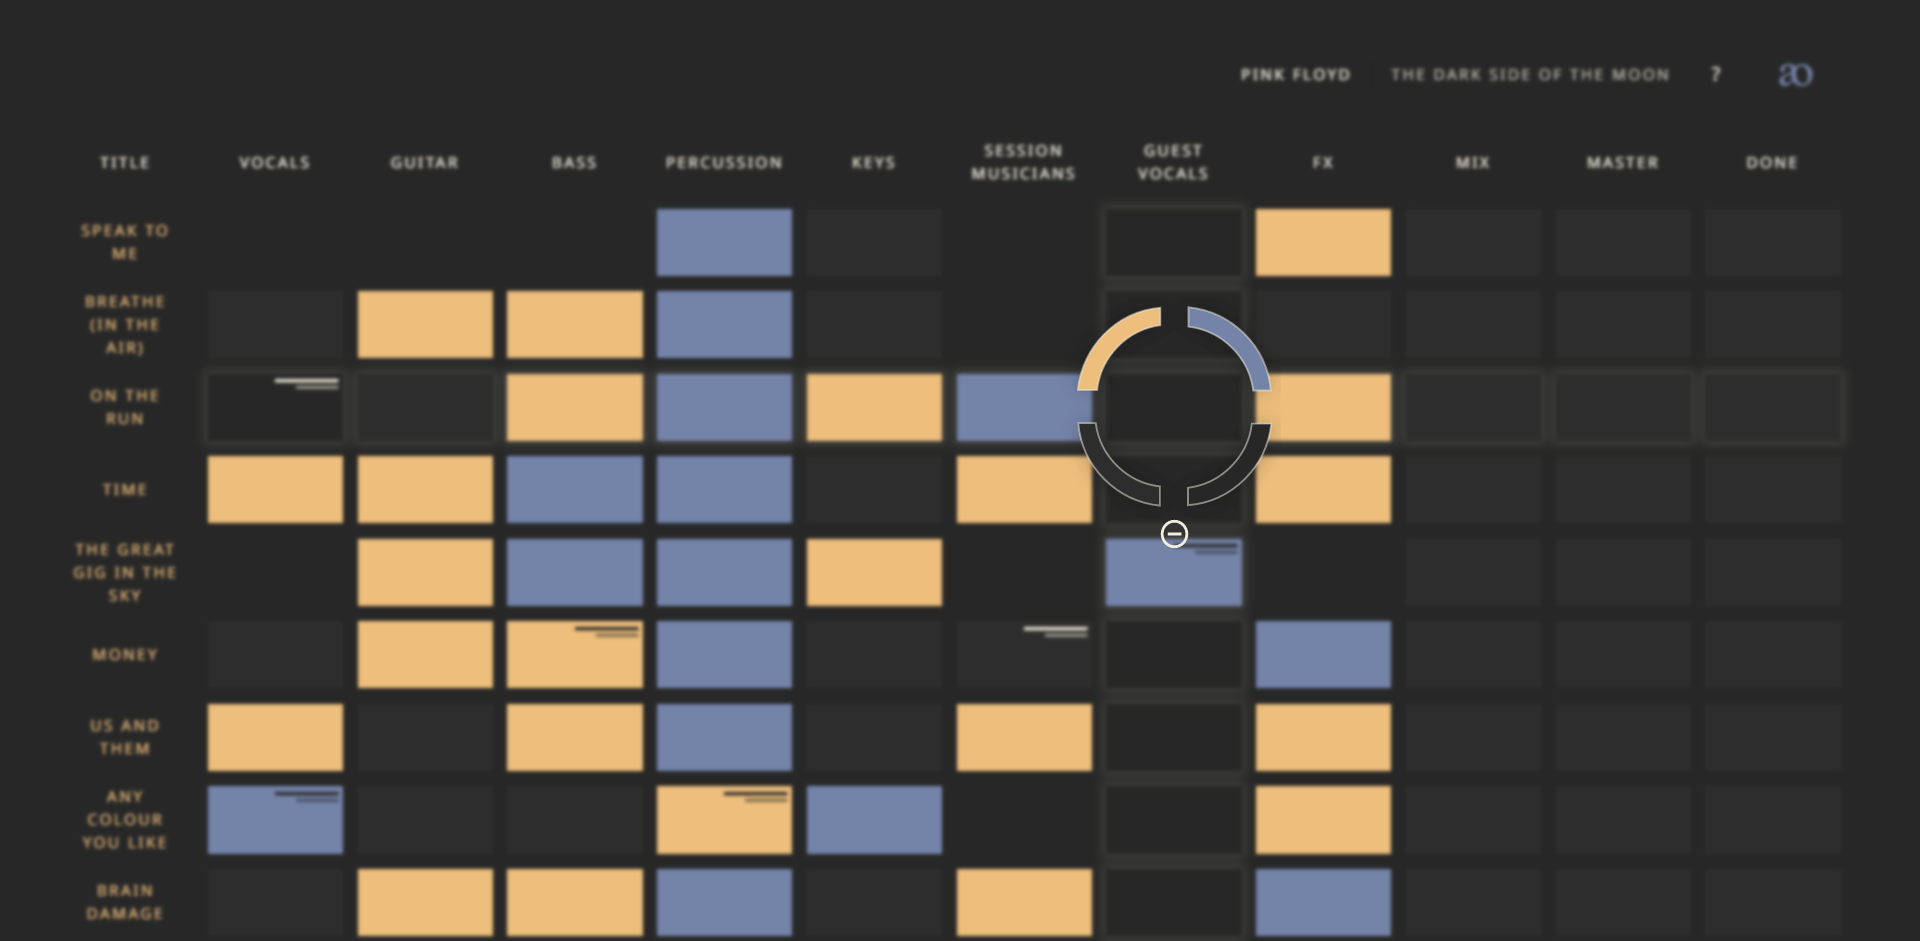 PINK FLOYD THE DARK SIDE OF THE MOON ? æ
TITLE VOCALS GUITAR BASS PERCUSSION KEYS SESSION MUSICIANS GUEST VOCALS FX MIX MASTER DONE
SPEAK TO
ME
BREATHE
(IN THE
AIR)
ON THE
RUN
TIME
THE GREAT
GIG IN THE
SKY
MONEY
US AND
THEM
ANY
COLOUR
YOU LIKE
BRAIN
DAMAGE